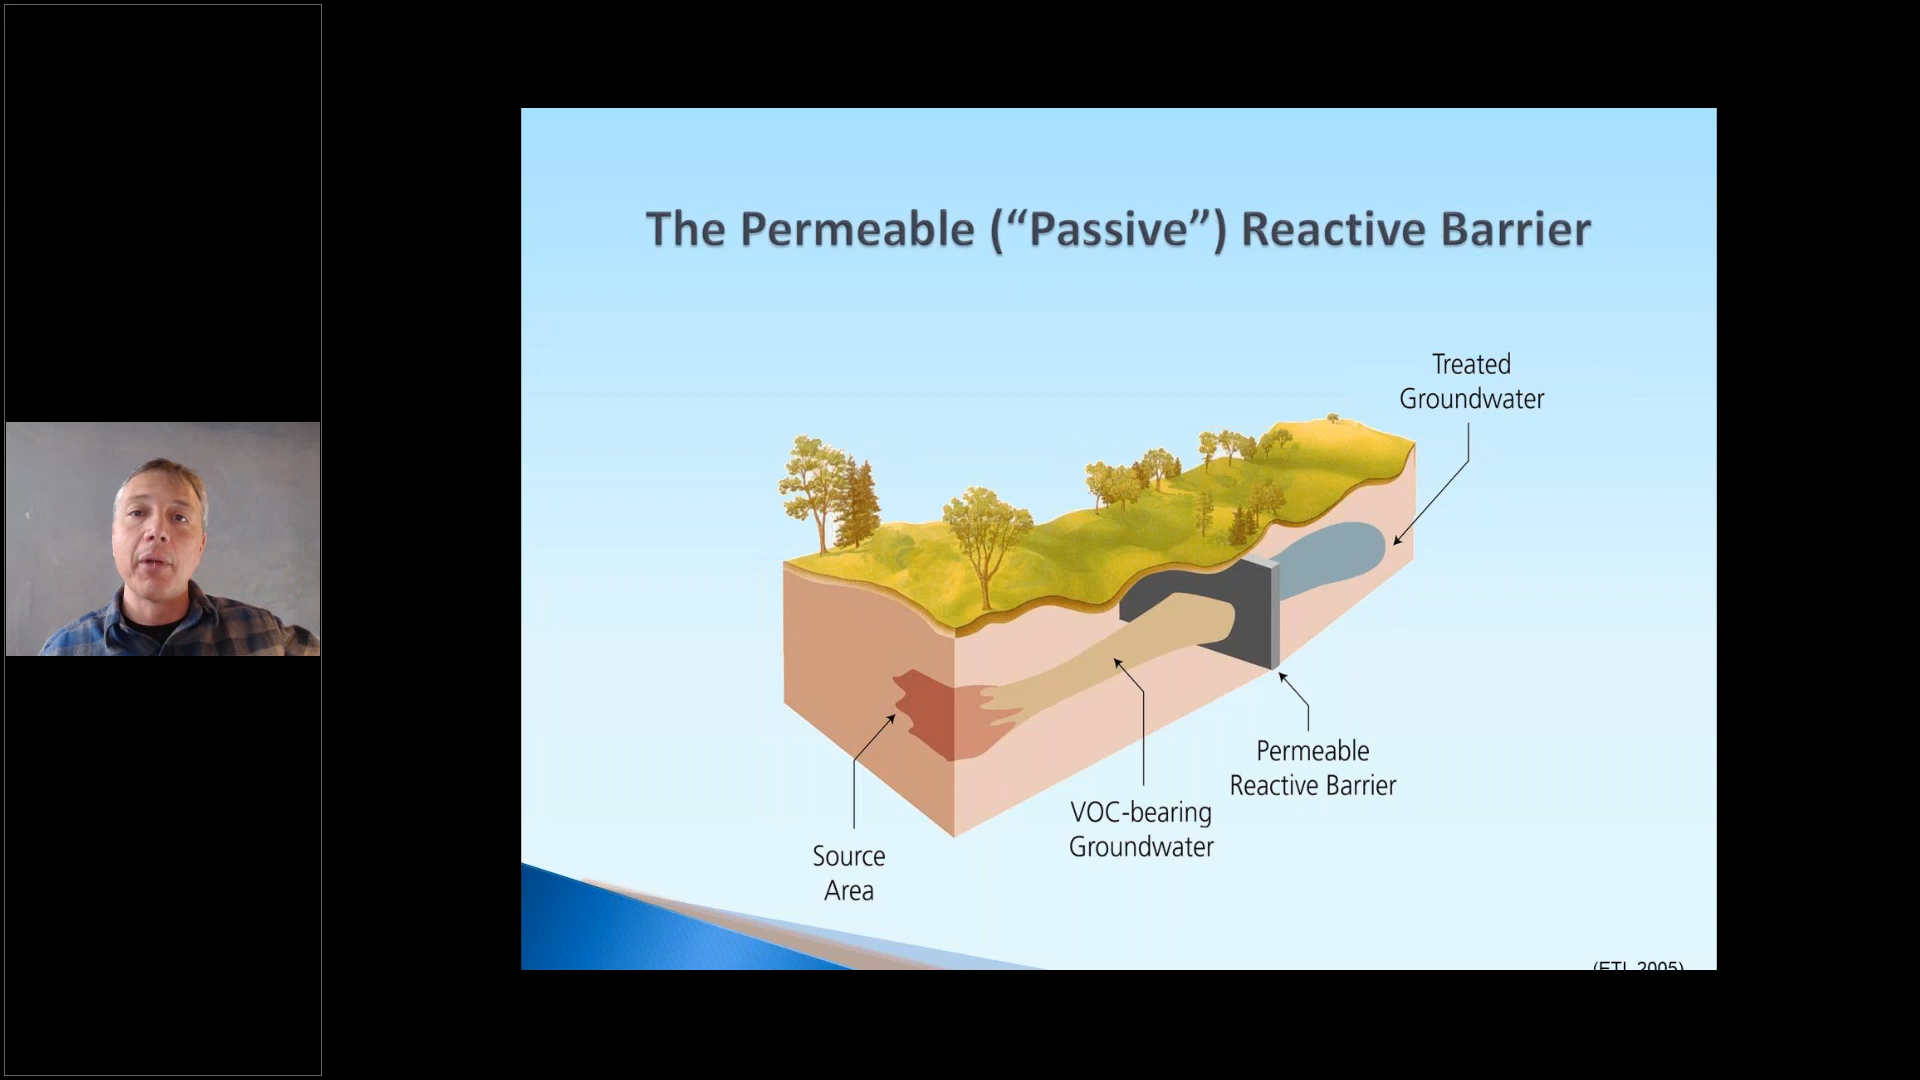 The Permeable (“Passive”) Reactive Barrier
Treated
Groundwater
Permeable
Reactive Barrier
VOC-bearing
Groundwater
Source
Area
(ETI, 2005)